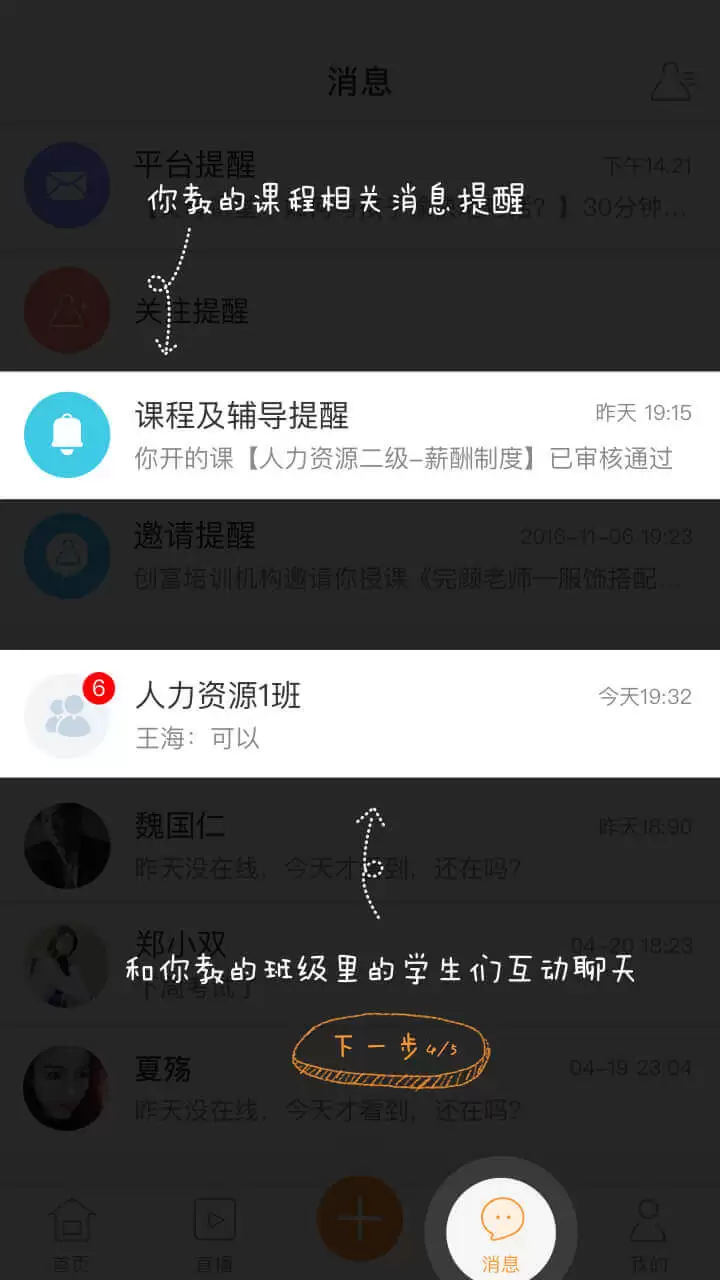 消息
平台提醒
下午14.21
你教的课程相关消息提醒
30分钟...
关注提醒
课程及辅导提醒
昨天 19:15
你开的课【人力资源二级-薪酬制度】已审核通过
邀请提醒
2016-11-06 19:23
创富培训机构邀请你授课《完颜老师—服饰搭配...
6
人力资源1班
今天19:32
王海：可以
魏国仁
昨天18:90
昨天没在线，今天才看到，还在吗?
郑小双
04-20 18:23
和你教的班级里的学生们互动聊天
下一步 4/5
夏殇
04-19 23:04
昨天没在线，今天才看到，还在吗?
首页
直播
消息
我的